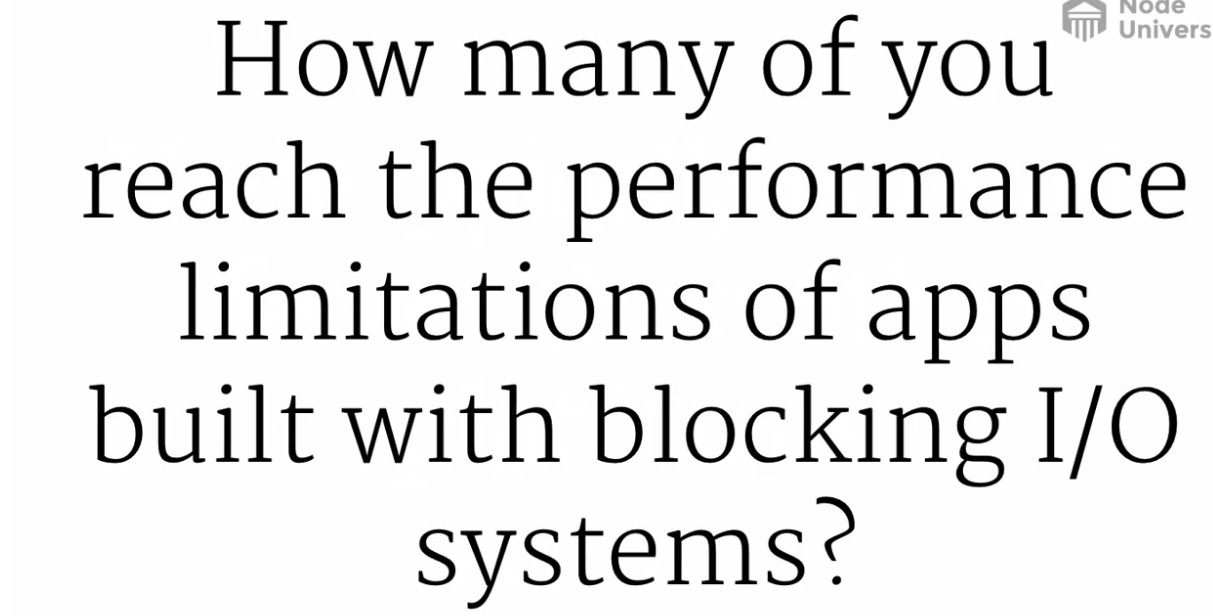 Node
Univers
How many of you
reach the performance
limitations of apps
built with blocking I/O
systems?